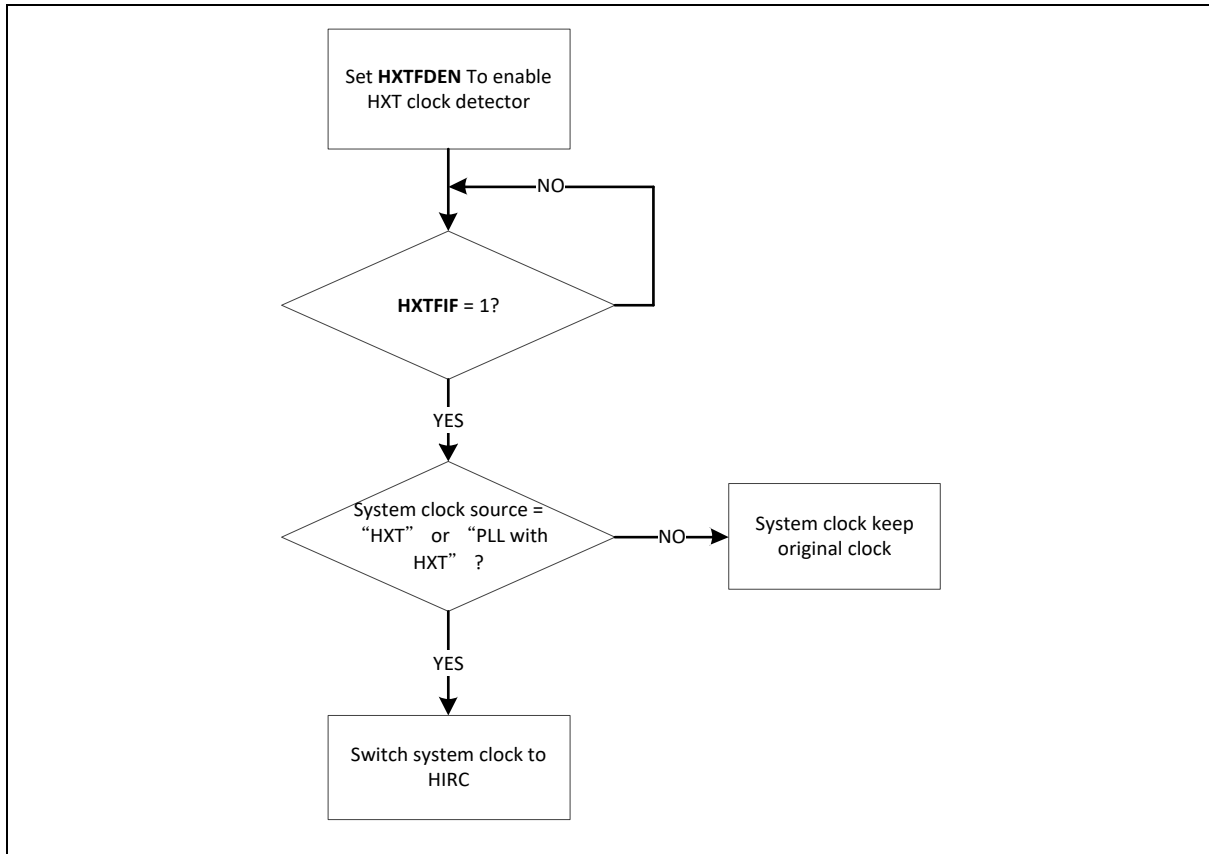 Set HXTFDEN To enable
HXT clock detector
NO
HXTFIF = 1?
YES
System clock source =
“HXT” or “PLL with
HXT” ?
NO
System clock keep
original clock
YES
Switch system clock to
HIRC